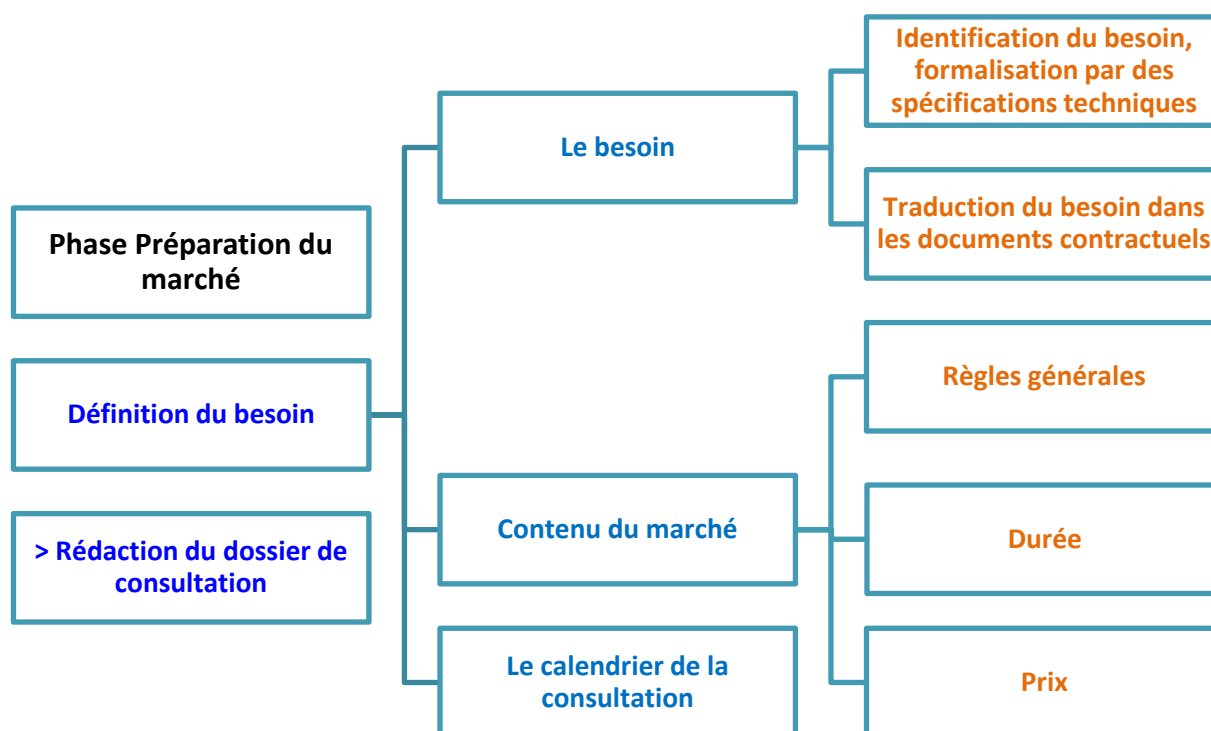 Phase Préparation du
marché
Définition du besoin
> Rédaction du dossier de
consultation
Le besoin
Contenu du marché
Le calendrier de la
consultation
Identification du besoin,
formalisation par des
spécifications techniques
Traduction du besoin dans
les documents contractuels
Règles générales
Durée
Prix